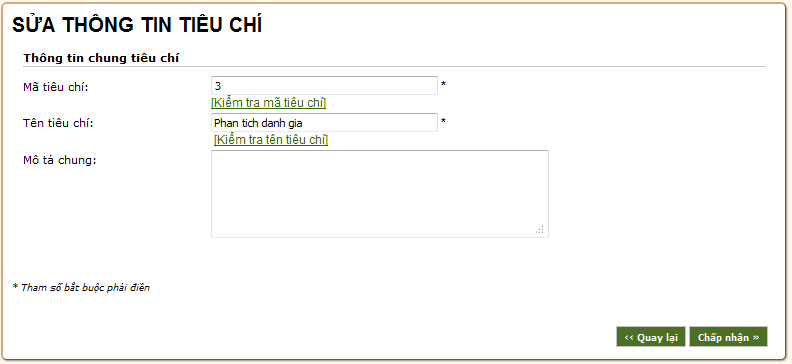 SỬA THÔNG TIN TIÊU CHÍ
Thông tin chung tiêu chí
Mã tiêu chí: 3 *
[Kiểm tra mã tiêu chí]
Tên tiêu chí: Phan tich danh gia *
[Kiểm tra tên tiêu chí]
Mô tả chung:
* Tham số bắt buộc phải điền
‹‹ Quay lại Chấp nhận »